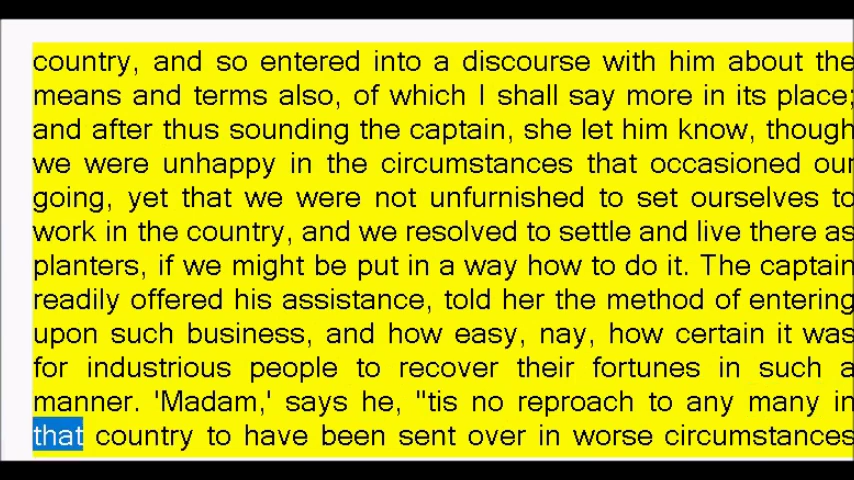 country, and so entered into a discourse with him about the
means and terms also, of which I shall say more in its place;
and after thus sounding the captain, she let him know, though
we were unhappy in the circumstances that occasioned our
going, yet that we were not unfurnished to set ourselves to
work in the country, and we resolved to settle and live there as
planters, if we might be put in a way how to do it. The captain
readily offered his assistance, told her the method of entering
upon such business, and how easy, nay, how certain it was
for industrious people to recover their fortunes in such a
manner. 'Madam,' says he, ''tis no reproach to any many in
that country to have been sent over in worse circumstances